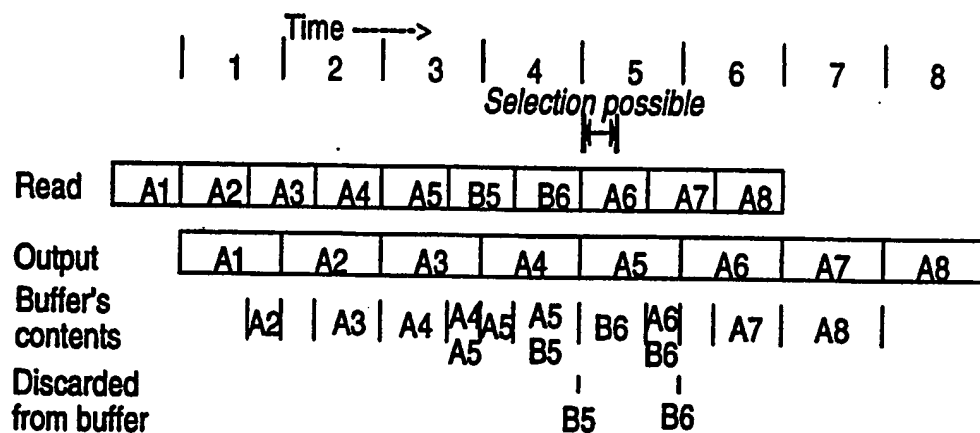 Time ----->
1 2 3 4 5 6 7 8
Selection possible
Read A1 A2 A3 A4 A5 B5 B6 A6 A7 A8
Output A1 A2 A3 A4 A5 A6 A7 A8
Buffer's contents A2 A3 A4 A4 A5 A5 A5 B5 B6 A6 B6 A7 A8
Discarded from buffer B5 B6